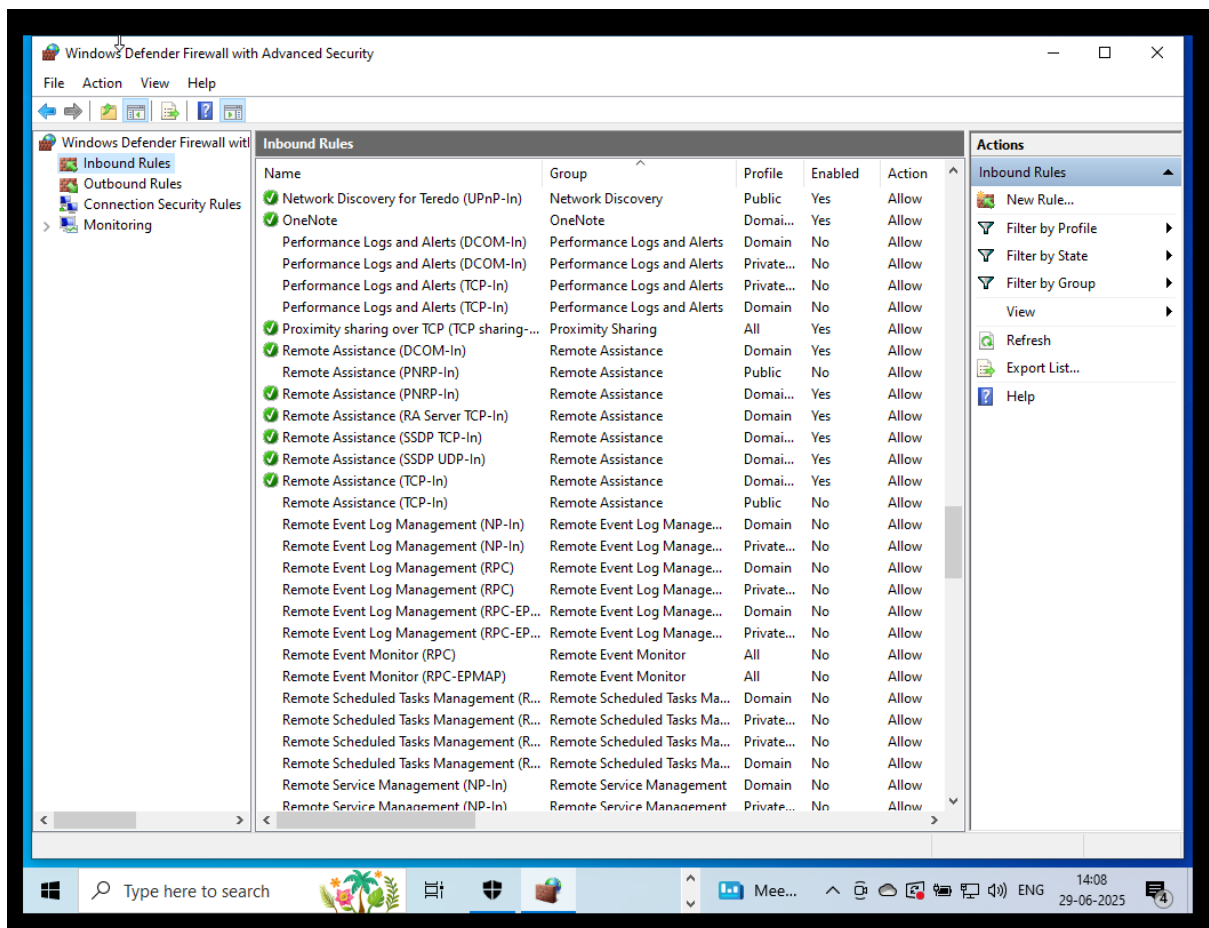 Windows Defender Firewall with Advanced Security
File Action View Help
Windows Defender Firewall witl
Inbound Rules
Outbound Rules
Connection Security Rules
Monitoring
Inbound Rules
Name Group Profile Enabled Action
Network Discovery for Teredo (UPnP-In) Network Discovery Public Yes Allow
OneNote OneNote Domai... Yes Allow
Performance Logs and Alerts (DCOM-In) Performance Logs and Alerts Domain No Allow
Performance Logs and Alerts (DCOM-In) Performance Logs and Alerts Private... No Allow
Performance Logs and Alerts (TCP-In) Performance Logs and Alerts Private... No Allow
Performance Logs and Alerts (TCP-In) Performance Logs and Alerts Domain No Allow
Proximity sharing over TCP (TCP sharing-... Proximity Sharing All Yes Allow
Remote Assistance (DCOM-In) Remote Assistance Domain Yes Allow
Remote Assistance (PNRP-In) Remote Assistance Public No Allow
Remote Assistance (PNRP-In) Remote Assistance Domai... Yes Allow
Remote Assistance (RA Server TCP-In) Remote Assistance Domain Yes Allow
Remote Assistance (SSDP TCP-In) Remote Assistance Domai... Yes Allow
Remote Assistance (SSDP UDP-In) Remote Assistance Domai... Yes Allow
Remote Assistance (TCP-In) Remote Assistance Domai... Yes Allow
Remote Assistance (TCP-In) Remote Assistance Public No Allow
Remote Event Log Management (NP-In) Remote Event Log Manage... Domain No Allow
Remote Event Log Management (NP-In) Remote Event Log Manage... Private... No Allow
Remote Event Log Management (RPC) Remote Event Log Manage... Domain No Allow
Remote Event Log Management (RPC) Remote Event Log Manage... Private... No Allow
Remote Event Log Management (RPC-EP... Remote Event Log Manage... Domain No Allow
Remote Event Log Management (RPC-EP... Remote Event Log Manage... Private... No Allow
Remote Event Monitor (RPC) Remote Event Monitor All No Allow
Remote Event Monitor (RPC-EPMAP) Remote Event Monitor All No Allow
Remote Scheduled Tasks Management (R... Remote Scheduled Tasks Ma... Domain No Allow
Remote Scheduled Tasks Management (R... Remote Scheduled Tasks Ma... Private... No Allow
Remote Scheduled Tasks Management (R... Remote Scheduled Tasks Ma... Private... No Allow
Remote Scheduled Tasks Management (R... Remote Scheduled Tasks Ma... Domain No Allow
Remote Service Management (NP-In) Remote Service Management Domain No Allow
Remote Service Management (NP-In) Remote Service Management Private... No Allow
Actions
Inbound Rules
New Rule...
Filter by Profile
Filter by State
Filter by Group
View
Refresh
Export List...
Help
Type here to search
Mee...
ENG
14:08
29-06-2025
4